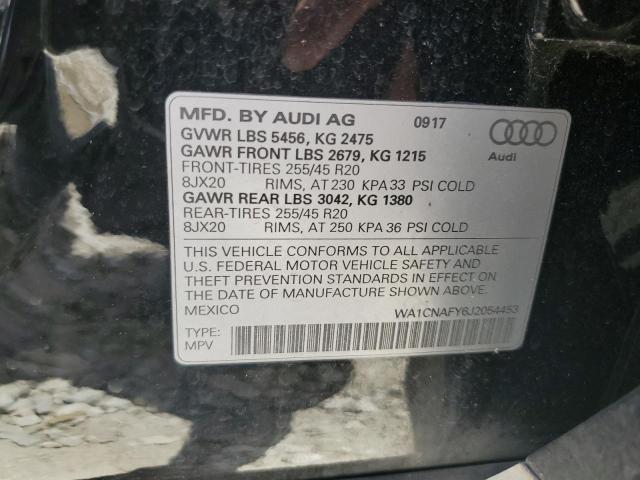 MFD. BY AUDI AG 09 17
GVWR LBS 5456, KG 2475
GAWR FRONT LBS 2679, KG 1215
FRONT-TIRES 255/45 R20
8JX20 RIMS, AT 230 KPA 33 PSI COLD
GAWR REAR LBS 3042, KG 1380
REAR-TIRES 255/45 R20
8JX20 RIMS, AT 250 KPA 36 PSI COLD
Audi
THIS VEHICLE CONFORMS TO ALL APPLICABLE
U.S. FEDERAL MOTOR VEHICLE SAFETY AND
THEFT PREVENTION STANDARDS IN EFFECT ON
THE DATE OF MANUFACTURE SHOWN ABOVE.
MEXICO
WA1CNAFY6J2054453
TYPE:
MPV